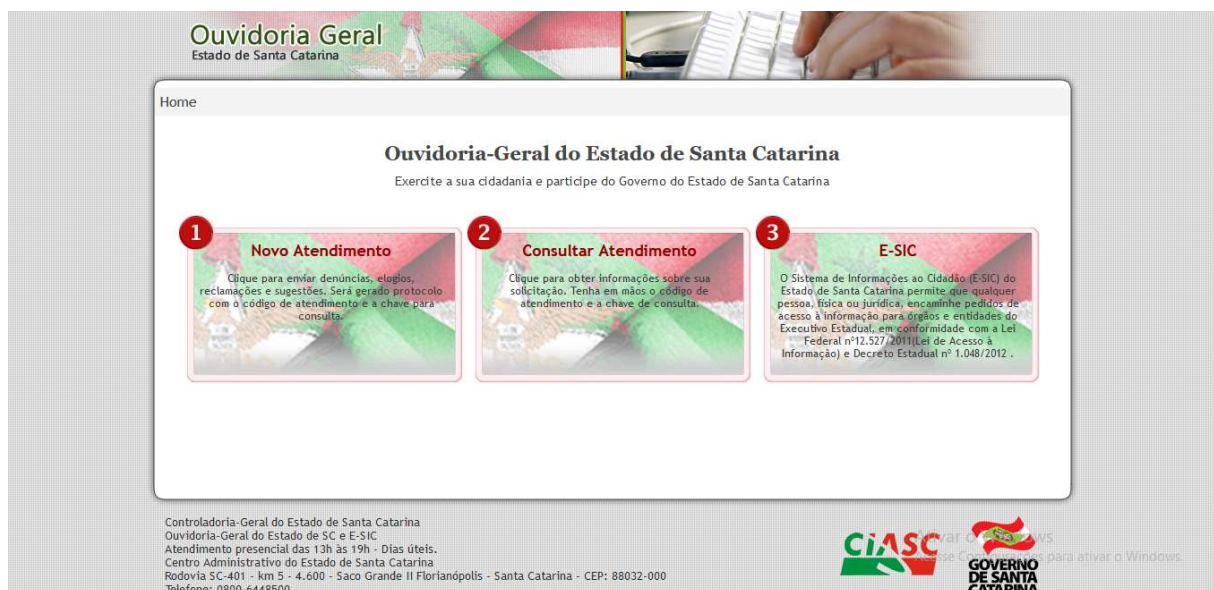 Ouvidoria Geral
Estado de Santa Catarina
Home
Ouvidoria-Geral do Estado de Santa Catarina
Exercite a sua cidadania e participe do Governo do Estado de Santa Catarina
1
Novo Atendimento
Clique para enviar denúncias, elogios,
reclamações e sugestões. Será gerado protocolo
com o código de atendimento e a chave para
consulta.
2
Consultar Atendimento
Clique para obter informações sobre sua
solicitação. Tenha em mãos o código de
atendimento e a chave de consulta.
3
E-SIC
O Sistema de Informações ao Cidadão (E-SIC) do
Estado de Santa Catarina permite que qualquer
pessoa, física ou jurídica, encaminhe pedidos de
acesso à informação para órgãos e entidades do
Executivo Estadual, em conformidade com a Lei
Federal nº12.527/2011(Lei de Acesso à
Informação) e Decreto Estadual nº 1.048/2012 .
Controladoria-Geral do Estado de Santa Catarina
Ouvidoria-Geral do Estado de SC e E-SIC
Atendimento presencial das 13h às 19h - Dias úteis.
Centro Administrativo do Estado de Santa Catarina
Rodovia SC-401 - km 5 - 4.600 - Saco Grande II Florianópolis - Santa Catarina - CEP: 88032-000
Telefone: 0800-6448500
CIASC
GOVERNO
DE SANTA
CATARINA
para ativar o Windows.